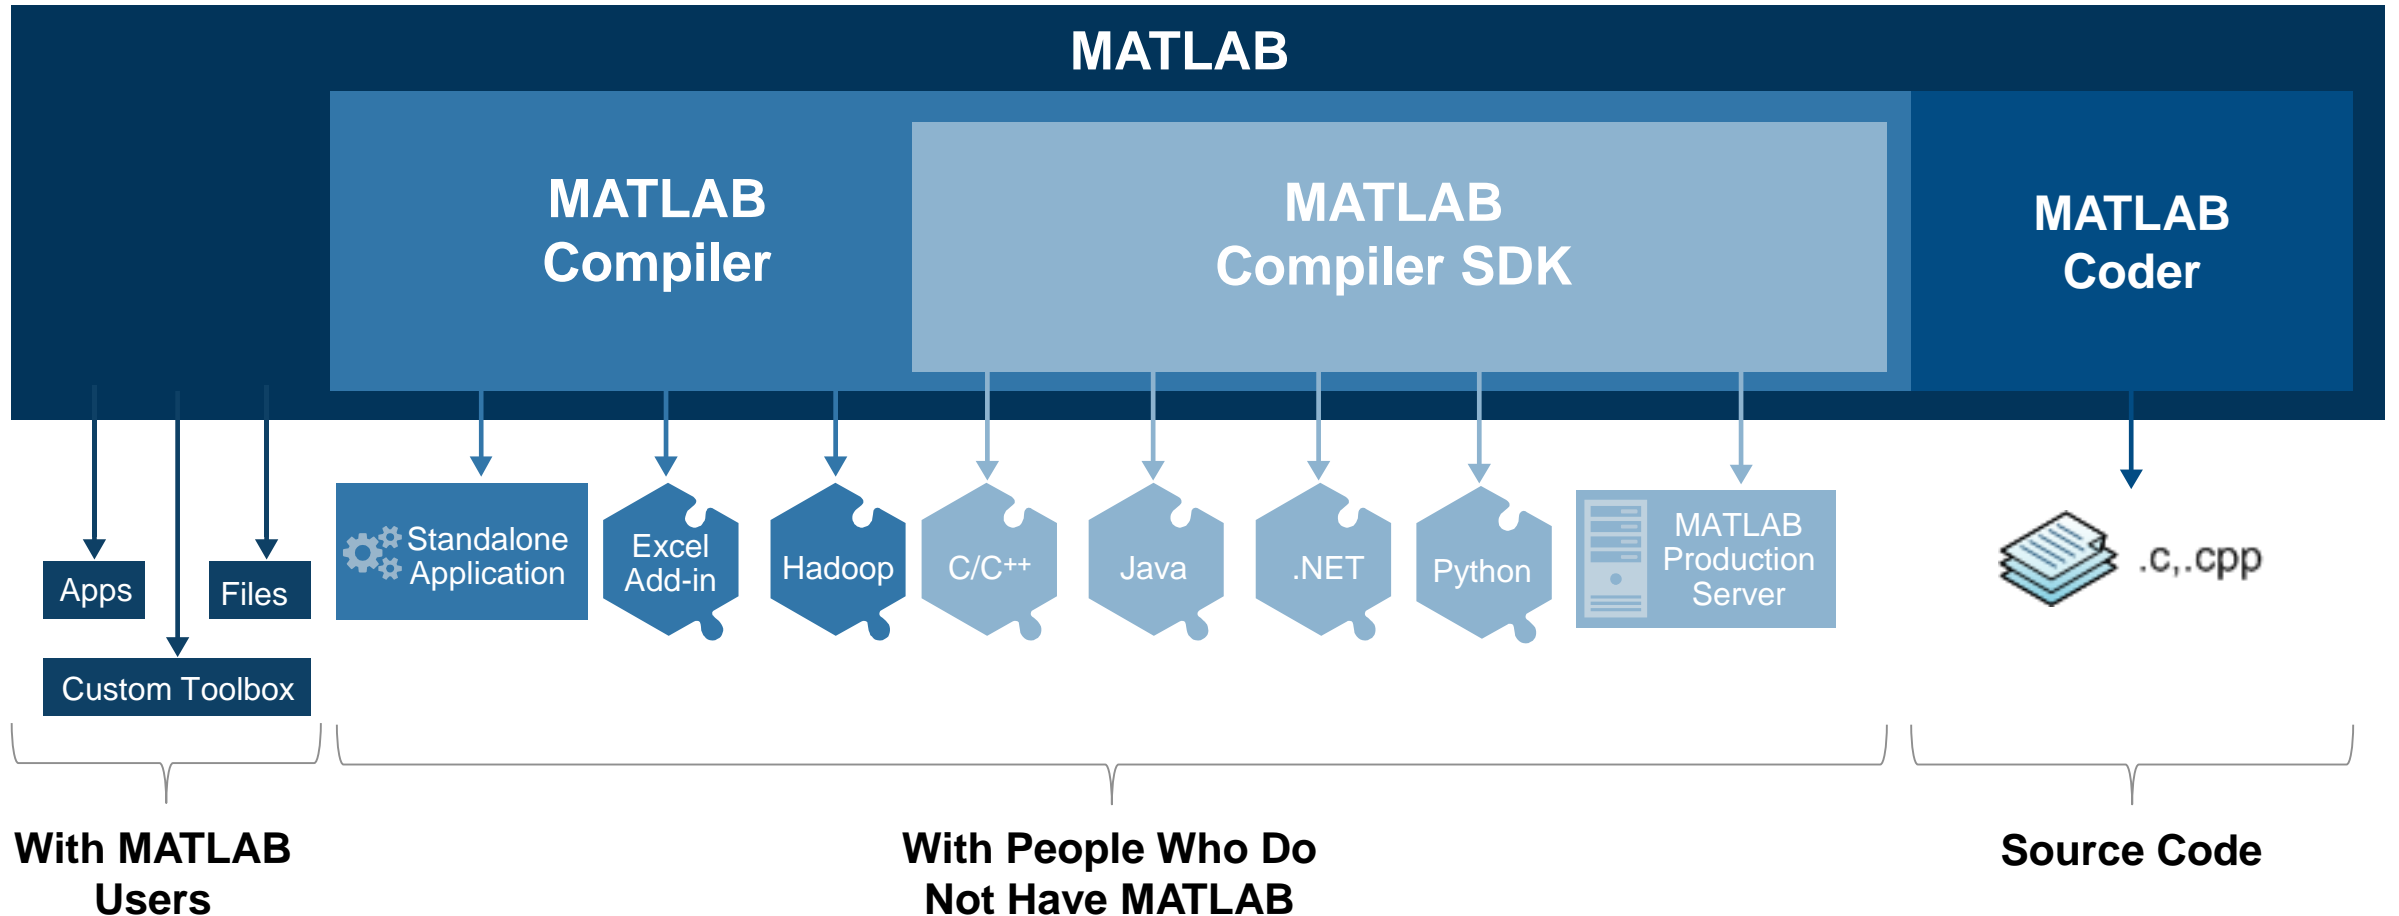 MATLAB
MATLAB
Compiler
MATLAB
Compiler SDK
MATLAB
Coder
Apps
Files
Custom Toolbox
Standalone
Application
Excel
Add-in
Hadoop
C/C++
Java
.NET
Python
MATLAB
Production
Server
.c,.cpp
With MATLAB
Users
With People Who Do
Not Have MATLAB
Source Code